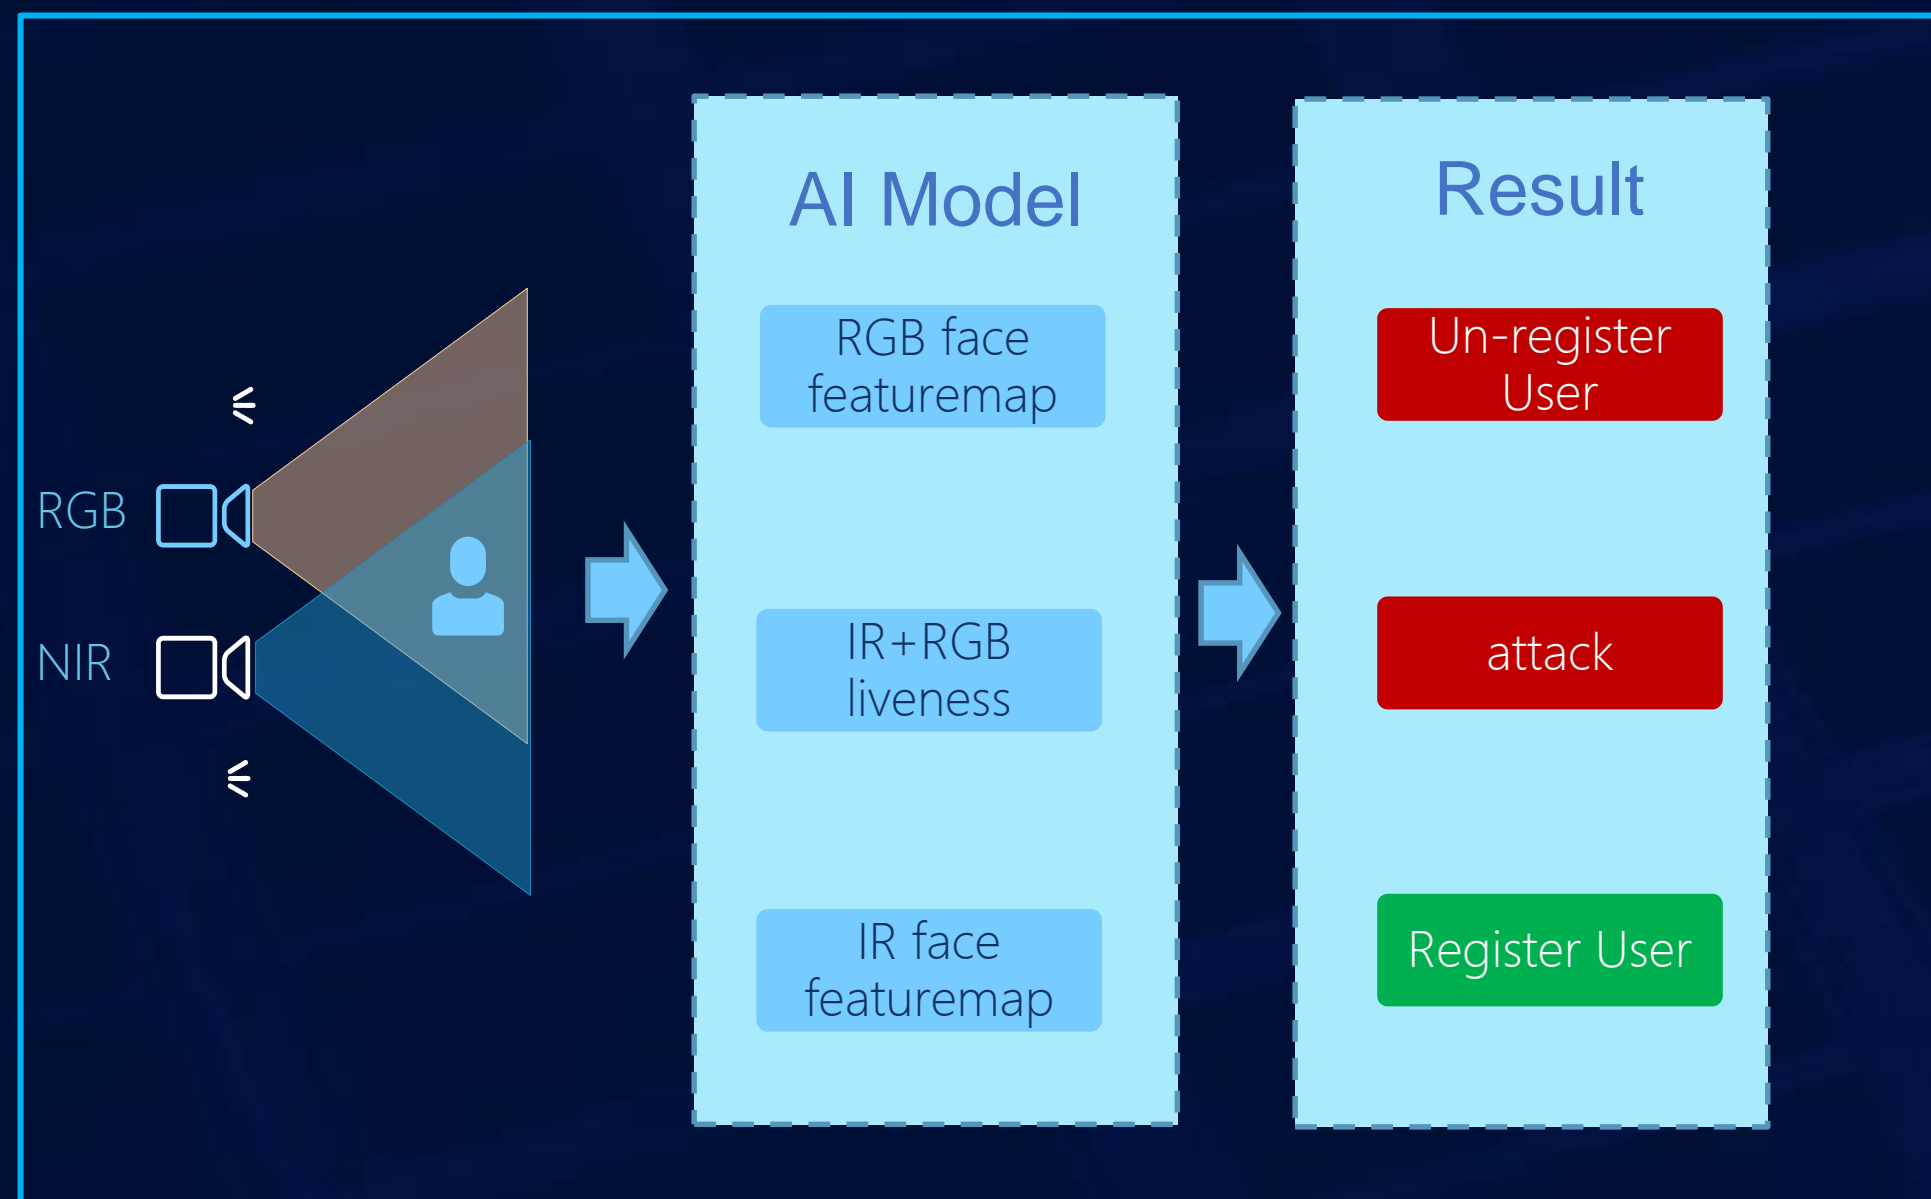 RGB
NIR
AI Model
RGB face
featuremap
IR+RGB
liveness
IR face
featuremap
Result
Un-register
User
attack
Register User